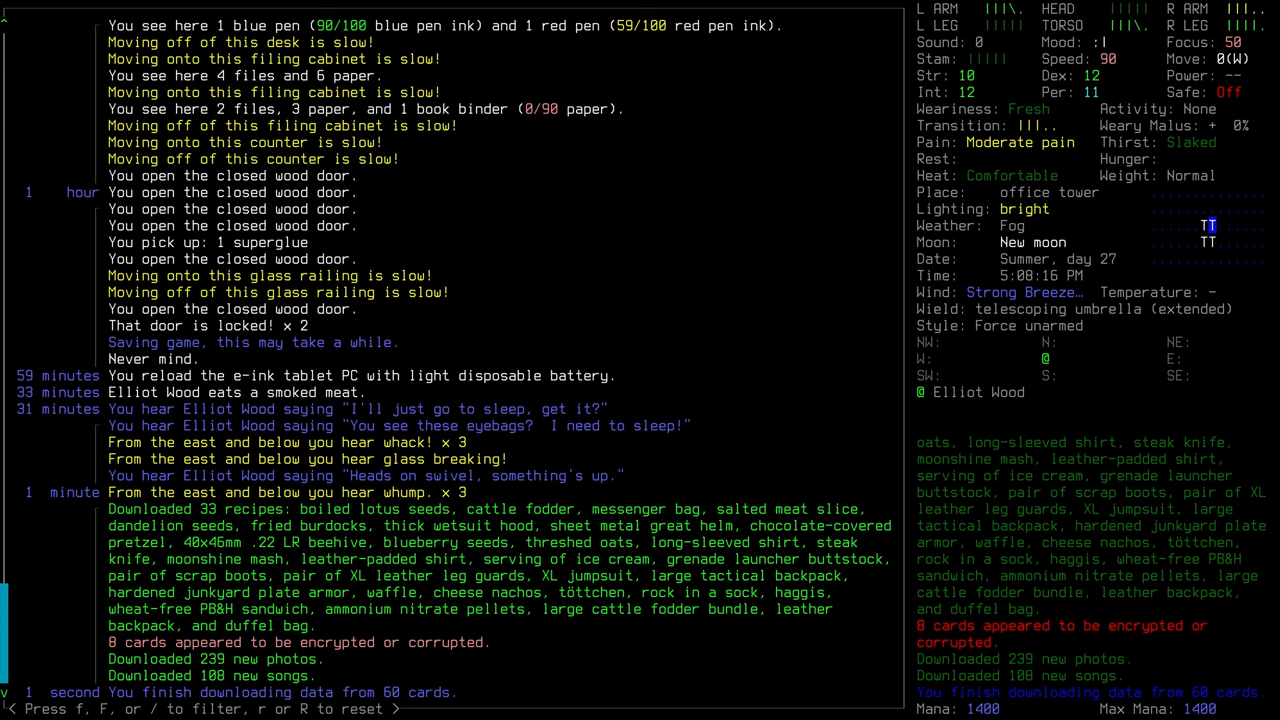 You see here 1 blue pen (90/100 blue pen ink) and 1 red pen (59/100 red pen ink).
Moving off of this desk is slow!
Moving onto this filing cabinet is slow!
You see here 4 files and 6 paper.
Moving onto this filing cabinet is slow!
You see here 2 files, 3 paper, and 1 book binder (0/90 paper).
Moving off of this filing cabinet is slow!
Moving onto this counter is slow!
Moving off of this counter is slow!
You open the closed wood door.
1 hour You open the closed wood door.
You open the closed wood door.
You open the closed wood door.
You pick up: 1 superglue
You open the closed wood door.
Moving onto this glass railing is slow!
Moving off of this glass railing is slow!
You open the closed wood door.
That door is locked! x 2
Saving game, this may take a while.
Never mind.
59 minutes You reload the e-ink tablet PC with light disposable battery.
33 minutes Elliot Wood eats a smoked meat.
31 minutes You hear Elliot Wood saying "I'll just go to sleep, get it?"
You hear Elliot Wood saying "You see these eyebags?  I need to sleep!"
From the east and below you hear whack! x 3
From the east and below you hear glass breaking!
You hear Elliot Wood saying "Heads on swivel, something's up."
1 minute From the east and below you hear whump. x 3
Downloaded 33 recipes: boiled lotus seeds, cattle fodder, messenger bag, salted meat slice,
dandelion seeds, fried burdocks, thick wetsuit hood, sheet metal great helm, chocolate-covered
pretzel, 40x46mm .22 LR beehive, blueberry seeds, threshed oats, long-sleeved shirt, steak
knife, moonshine mash, leather-padded shirt, serving of ice cream, grenade launcher buttstock,
pair of scrap boots, pair of XL leather leg guards, XL jumpsuit, large tactical backpack,
hardened junkyard plate armor, waffle, cheese nachos, töttchen, rock in a sock, haggis,
wheat-free PB&H sandwich, ammonium nitrate pellets, large cattle fodder bundle, leather
backpack, and duffel bag.
8 cards appeared to be encrypted or corrupted.
Downloaded 239 new photos.
Downloaded 108 new songs.
v 1 second You finish downloading data from 60 cards.
< Press f, F, or / to filter, r or R to reset >
L ARM |||\. HEAD ||||| R ARM |||..
L LEG ||||| TORSO |||\. R LEG ||||.
Sound: 0 Mood: :| Focus: 50
Stam: ||||| Speed: 90 Move: 0(W)
Str: 10 Dex: 12 Power: --
Int: 12 Per: 11 Safe: Off
Weariness: Fresh Activity: None
Transition: |||.. Weary Malus: + 0%
Pain: Moderate pain Thirst: Slaked
Rest: Hunger:
Heat: Comfortable Weight: Normal
Place: office tower
Lighting: bright
Weather: Fog TT
Moon: New moon TT
Date: Summer, day 27
Time: 5:08:16 PM
Wind: Strong Breeze… Temperature: -
Wield: telescoping umbrella (extended)
Style: Force unarmed
NW: N: NE:
W: @ E:
SW: S: SE:
@ Elliot Wood
oats, long-sleeved shirt, steak knife,
moonshine mash, leather-padded shirt,
serving of ice cream, grenade launcher
buttstock, pair of scrap boots, pair of XL
leather leg guards, XL jumpsuit, large
tactical backpack, hardened junkyard plate
armor, waffle, cheese nachos, töttchen,
rock in a sock, haggis, wheat-free PB&H
sandwich, ammonium nitrate pellets, large
cattle fodder bundle, leather backpack,
and duffel bag.
8 cards appeared to be encrypted or
corrupted.
Downloaded 239 new photos.
Downloaded 108 new songs.
You finish downloading data from 60 cards.
Mana: 1400 Max Mana: 1400